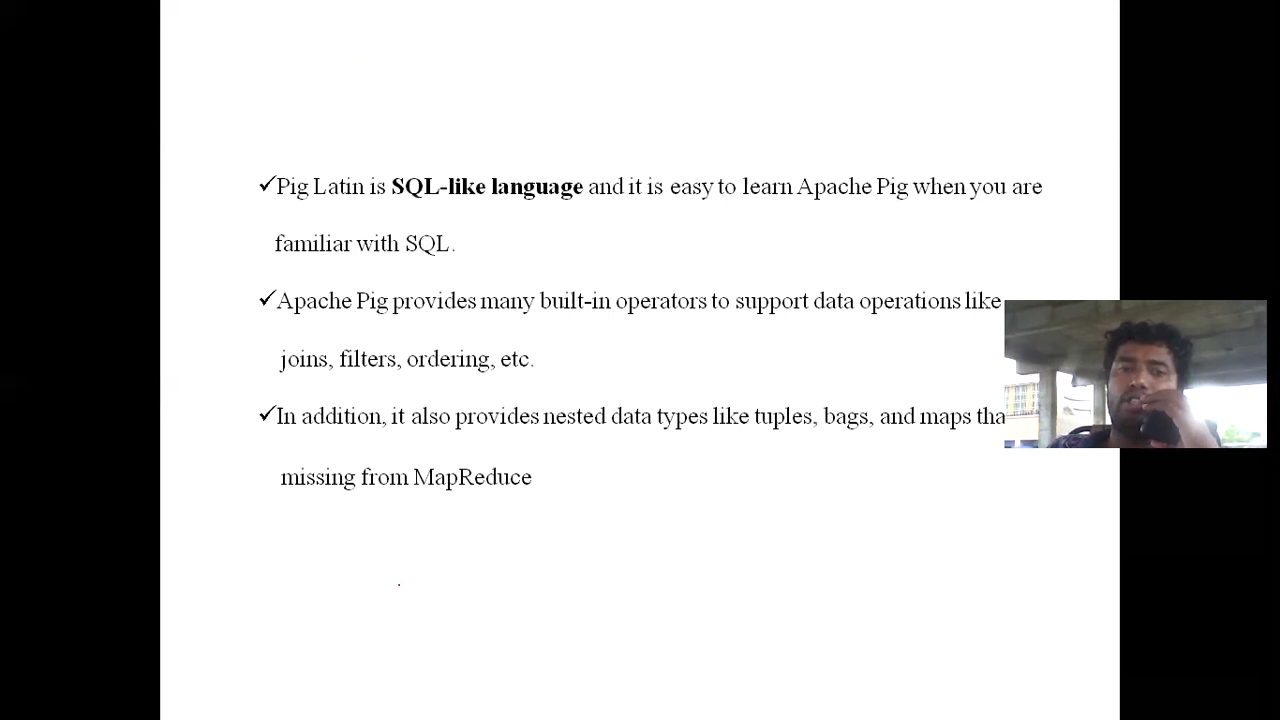 ✓Pig Latin is SQL-like language and it is easy to learn Apache Pig when you are
familiar with SQL.
✓Apache Pig provides many built-in operators to support data operations like
joins, filters, ordering, etc.
✓In addition, it also provides nested data types like tuples, bags, and maps
missing from MapReduce
.